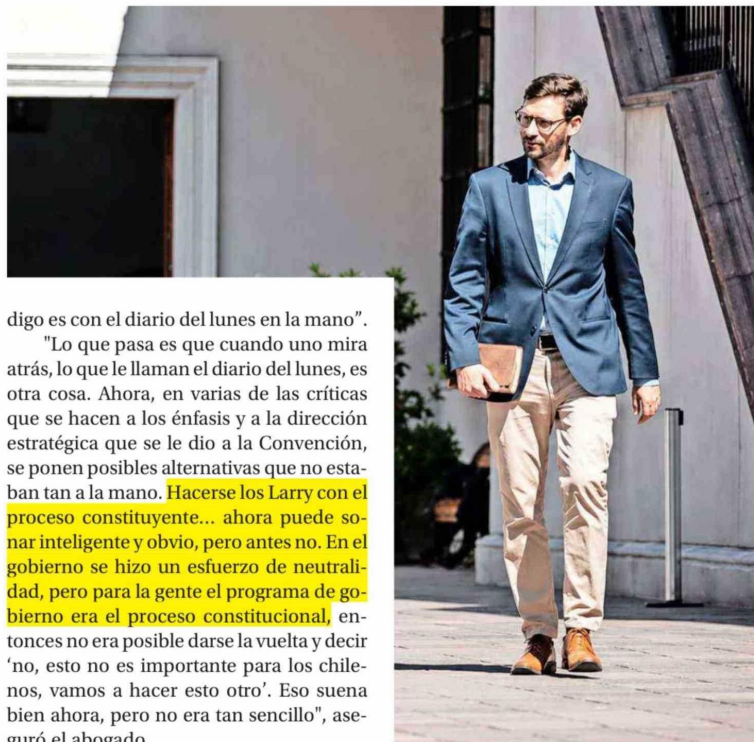 digo es con el diario del lunes en la mano”.
"Lo que pasa es que cuando uno mira
atrás, lo que le llaman el diario del lunes, es
otra cosa. Ahora, en varias de las críticas
que se hacen a los énfasis y a la dirección
estratégica que se le dio a la Convención,
se ponen posibles alternativas que no esta-
ban tan a la mano. Hacerse los Larry con el
proceso constituyente... ahora puede so-
nar inteligente y obvio, pero antes no. En el
gobierno se hizo un esfuerzo de neutrali-
dad, pero para la gente el programa de go-
bierno era el proceso constitucional, en-
tonces no era posible darse la vuelta y decir
‘no, esto no es importante para los chile-
nos, vamos a hacer esto otro’. Eso suena
bien ahora, pero no era tan sencillo", ase-
guró el abogado